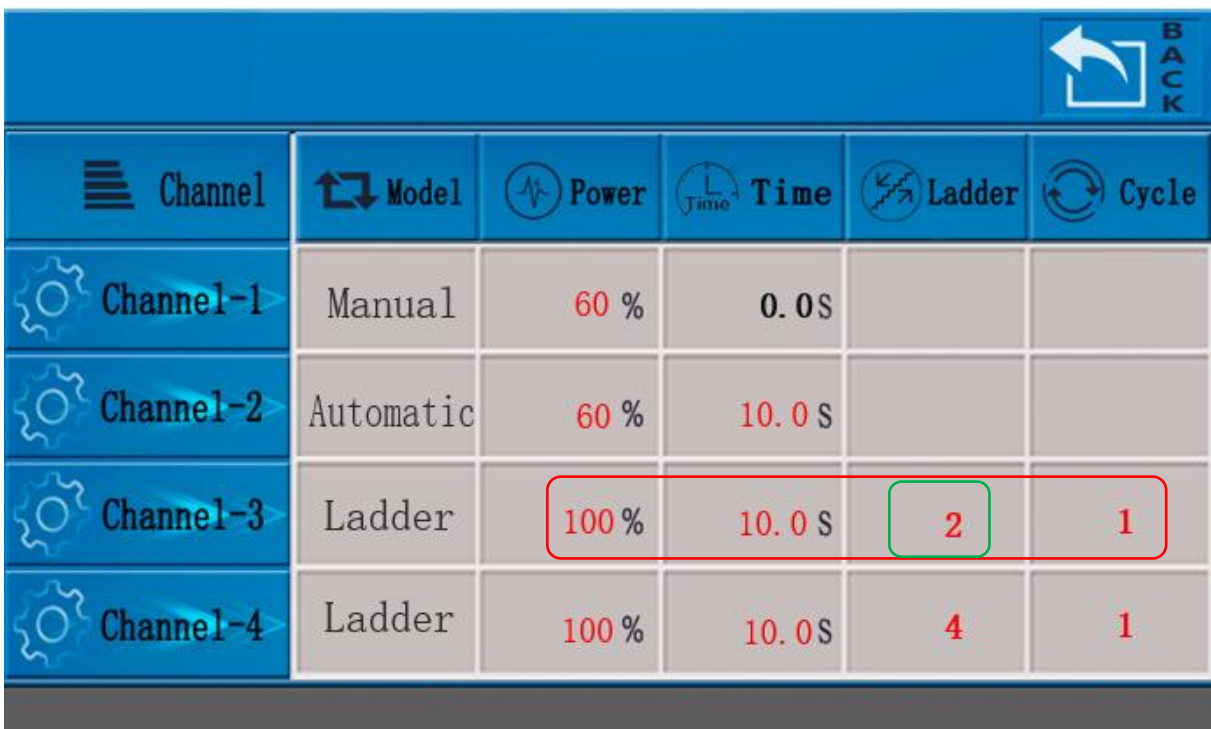 BACK
Channel Model Power Time Time Ladder Cycle
Channel-1 Manual 60 % 0.0S
Channel-2 Automatic 60 % 10.0 S
Channel-3 Ladder 100 % 10.0 S 2 1
Channel-4 Ladder 100 % 10.0S 4 1